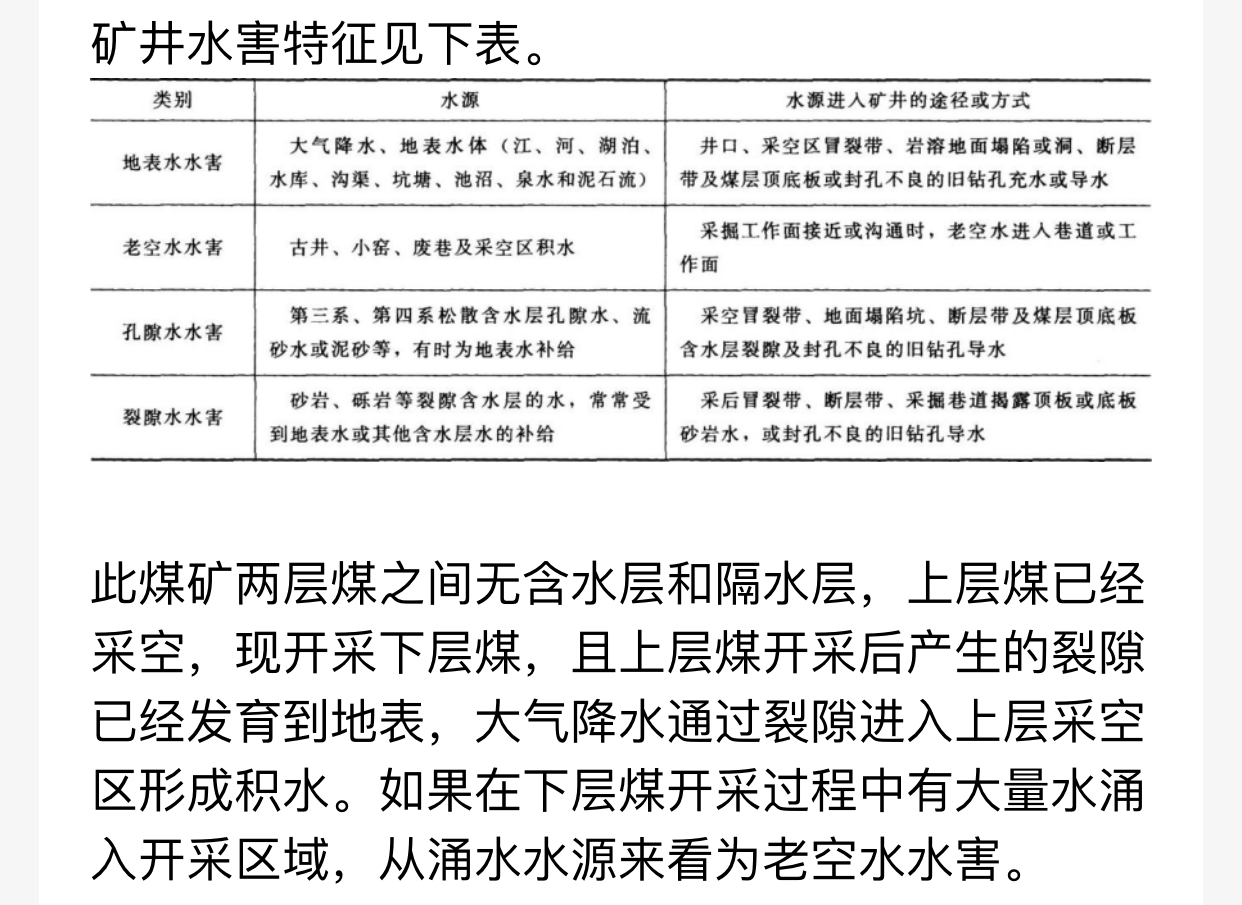 矿井水害特征见下表。
类别 水源 水源进入矿井的途径或方式
地表水水害 大气降水、地表水体（江、河、湖泊、水库、沟渠、坑塘、池沼、泉水和泥石流） 井口、采空区冒裂带、岩溶地面塌陷或洞、断层带及煤层顶底板或封孔不良的旧钻孔充水或导水
老空水水害 古井、小窑、废巷及采空区积水 采掘工作面接近或沟通时，老空水进入巷道或工作面
孔隙水水害 第三系、第四系松散含水层孔隙水、流砂水或泥砂等，有时为地表水补给 采空冒裂带、地面塌陷坑、断层带及煤层顶底板含水层裂隙及封孔不良的旧钻孔导水
裂隙水水害 砂岩、砾岩等裂隙含水层的水，常常受到地表水或其他含水层水的补给 采后冒裂带、断层带、采掘巷道揭露顶板或底板砂岩水，或封孔不良的旧钻孔导水
此煤矿两层煤之间无含水层和隔水层，上层煤已经
采空，现开采下层煤，且上层煤开采后产生的裂隙
已经发育到地表，大气降水通过裂隙进入上层采空
区形成积水。如果在下层煤开采过程中有大量水涌
入开采区域，从涌水水源来看为老空水水害。